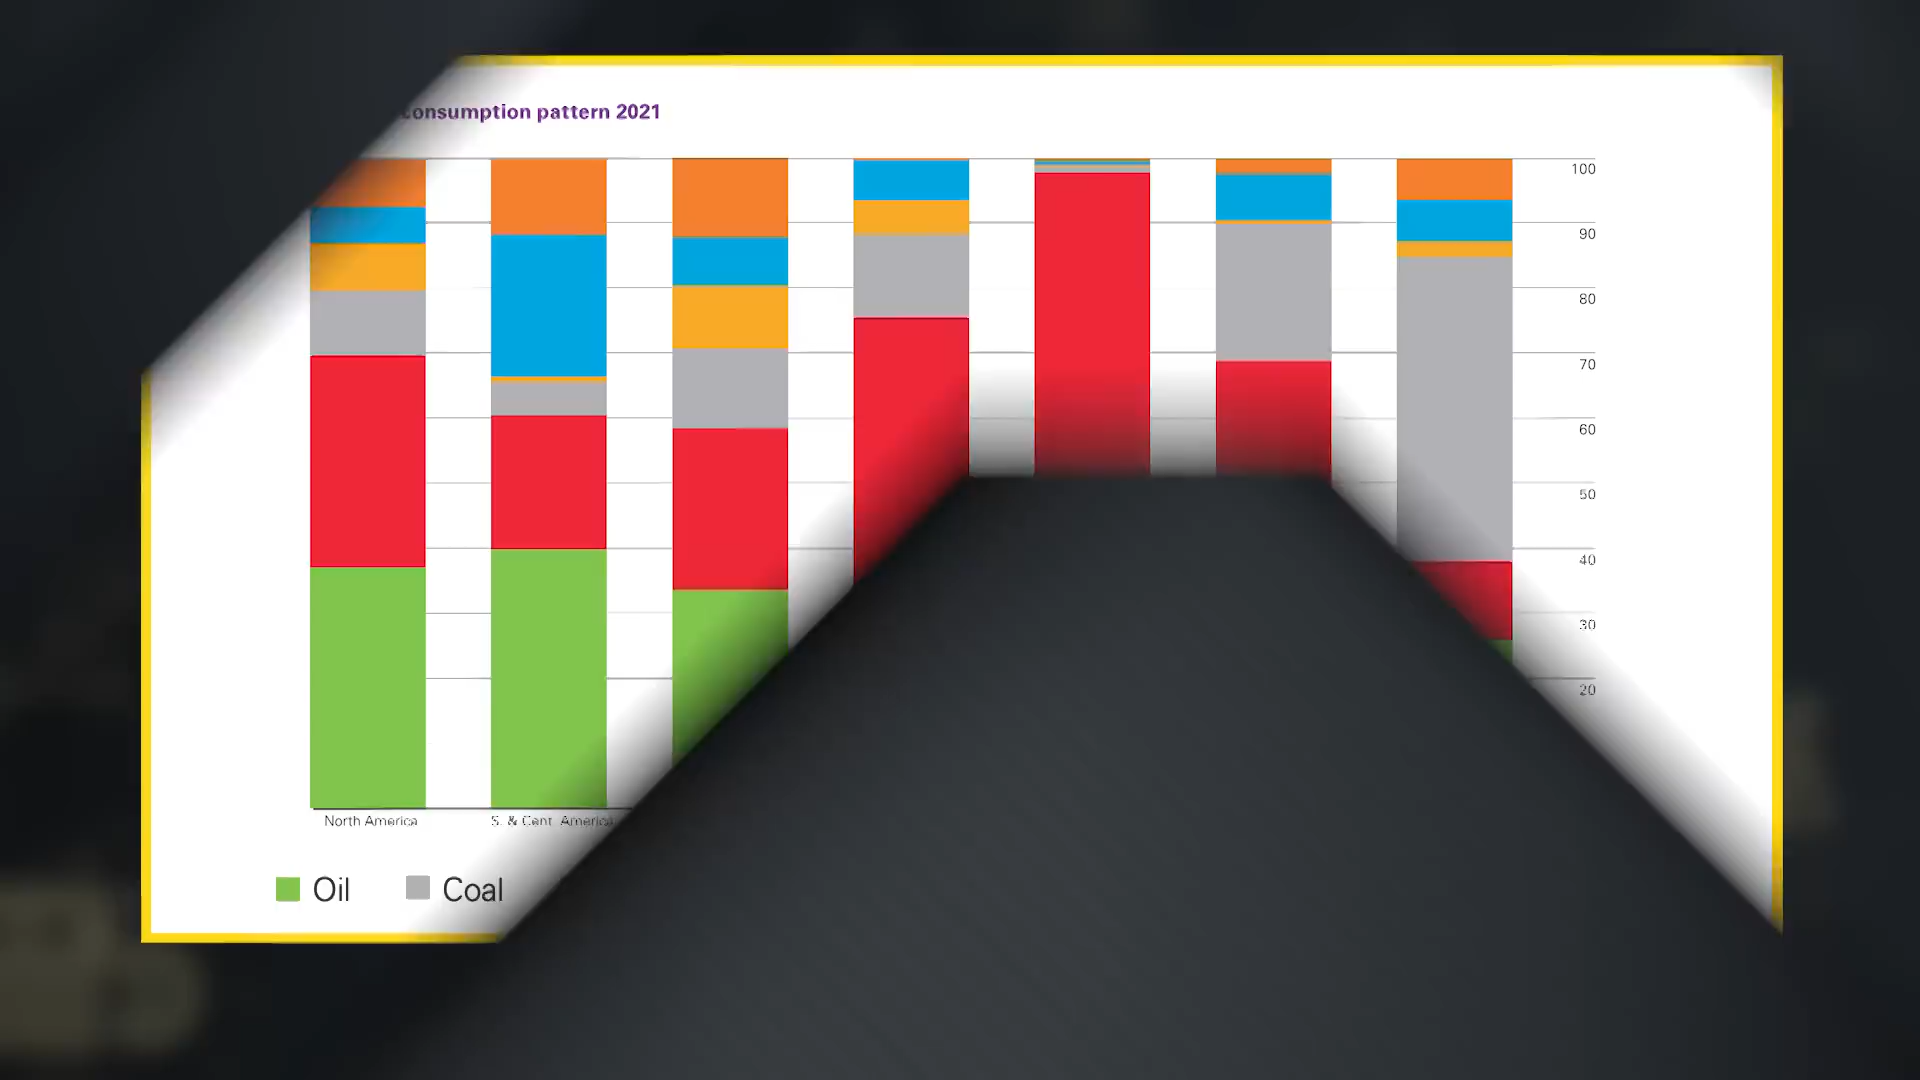 consumption pattern 2021
100
90
80
70
60
50
40
30
20
North America
S. & Cent. America
Oil
Coal